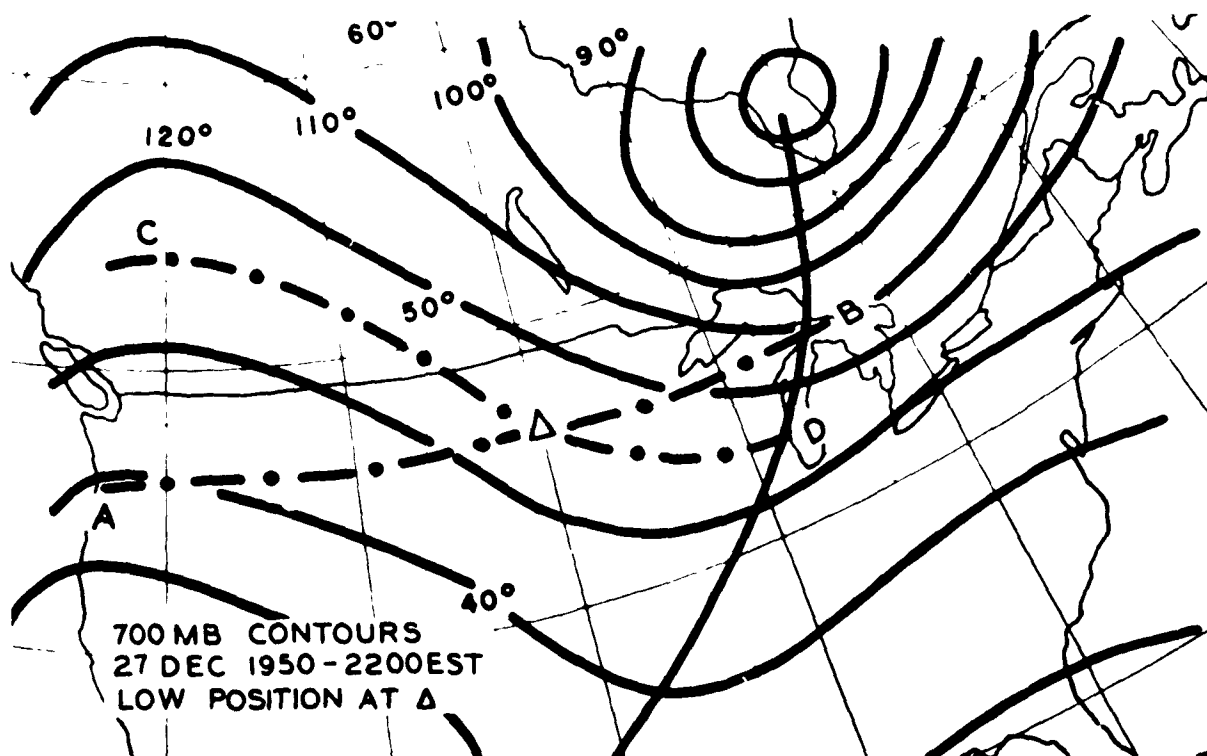 60°
90°
100°
110°
120°
C
50°
B
D
A
40°
700 MB CONTOURS
27 DEC 1950-2200EST
LOW POSITION AT Δ